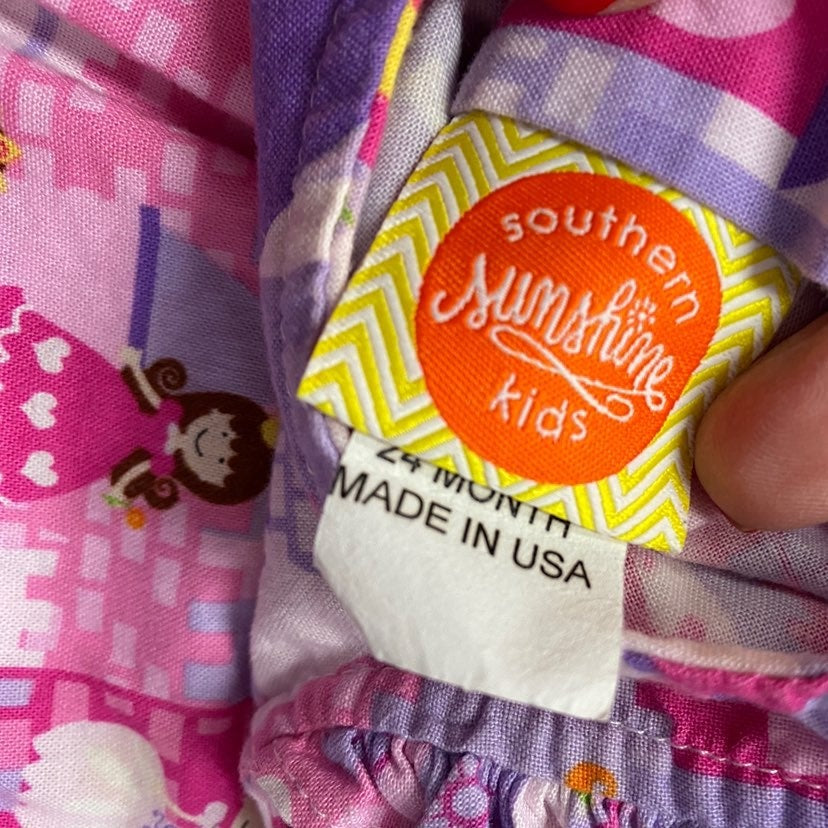 southern
sunshine
kids
24 MONTH
MADE IN USA